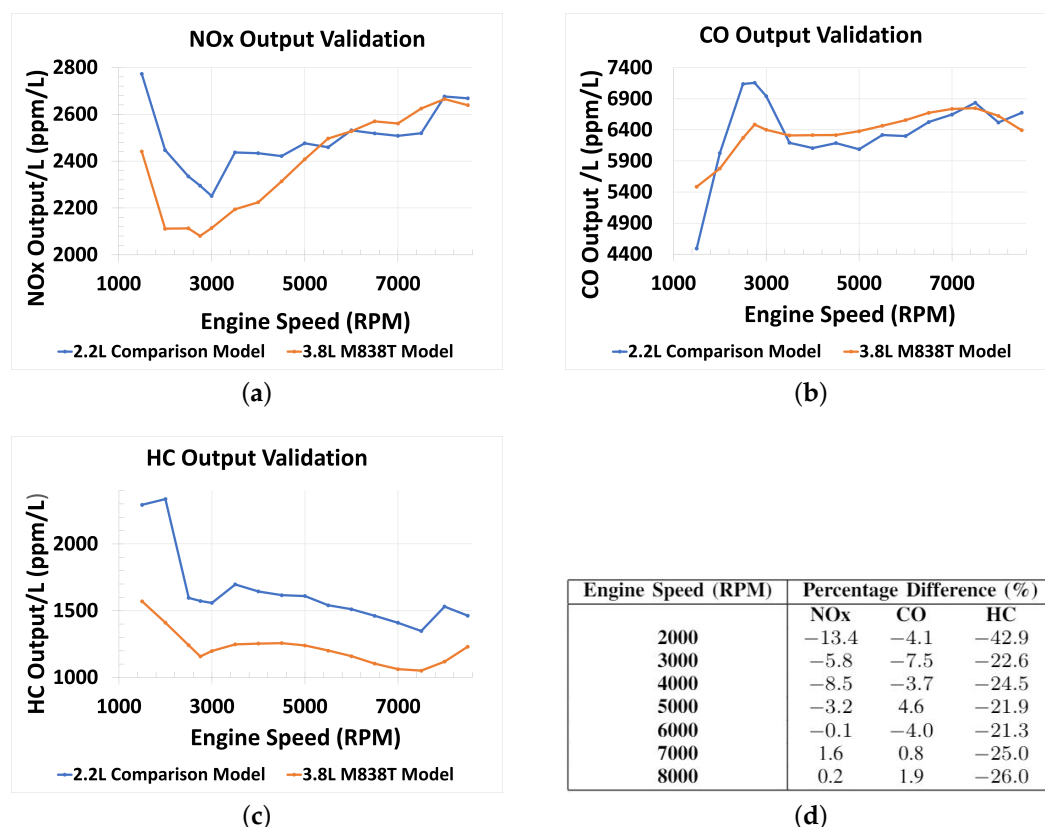 NOx Output Validation
NOx Output/L (ppm/L)
2800
2600
2400
2200
2000
1000 3000 5000 7000
Engine Speed (RPM)
2.2L Comparison Model 3.8L M838T Model
(a)
CO Output Validation
CO Output /L (ppm/L)
7400
6900
6400
5900
5400
4900
4400
1000 3000 5000 7000
Engine Speed (RPM)
2.2L Comparison Model 3.8L M838T Model
(b)
HC Output Validation
HC Output/L (ppm/L)
2000
1500
1000
1000 3000 5000 7000
Engine Speed (RPM)
2.2L Comparison Model 3.8L M838T Model
(c)
Engine Speed (RPM) Percentage Difference (%)
NOx CO HC
2000 −13.4 −4.1 −42.9
3000 −5.8 −7.5 −22.6
4000 −8.5 −3.7 −24.5
5000 −3.2 4.6 −21.9
6000 −0.1 −4.0 −21.3
7000 1.6 0.8 −25.0
8000 0.2 1.9 −26.0
(d)